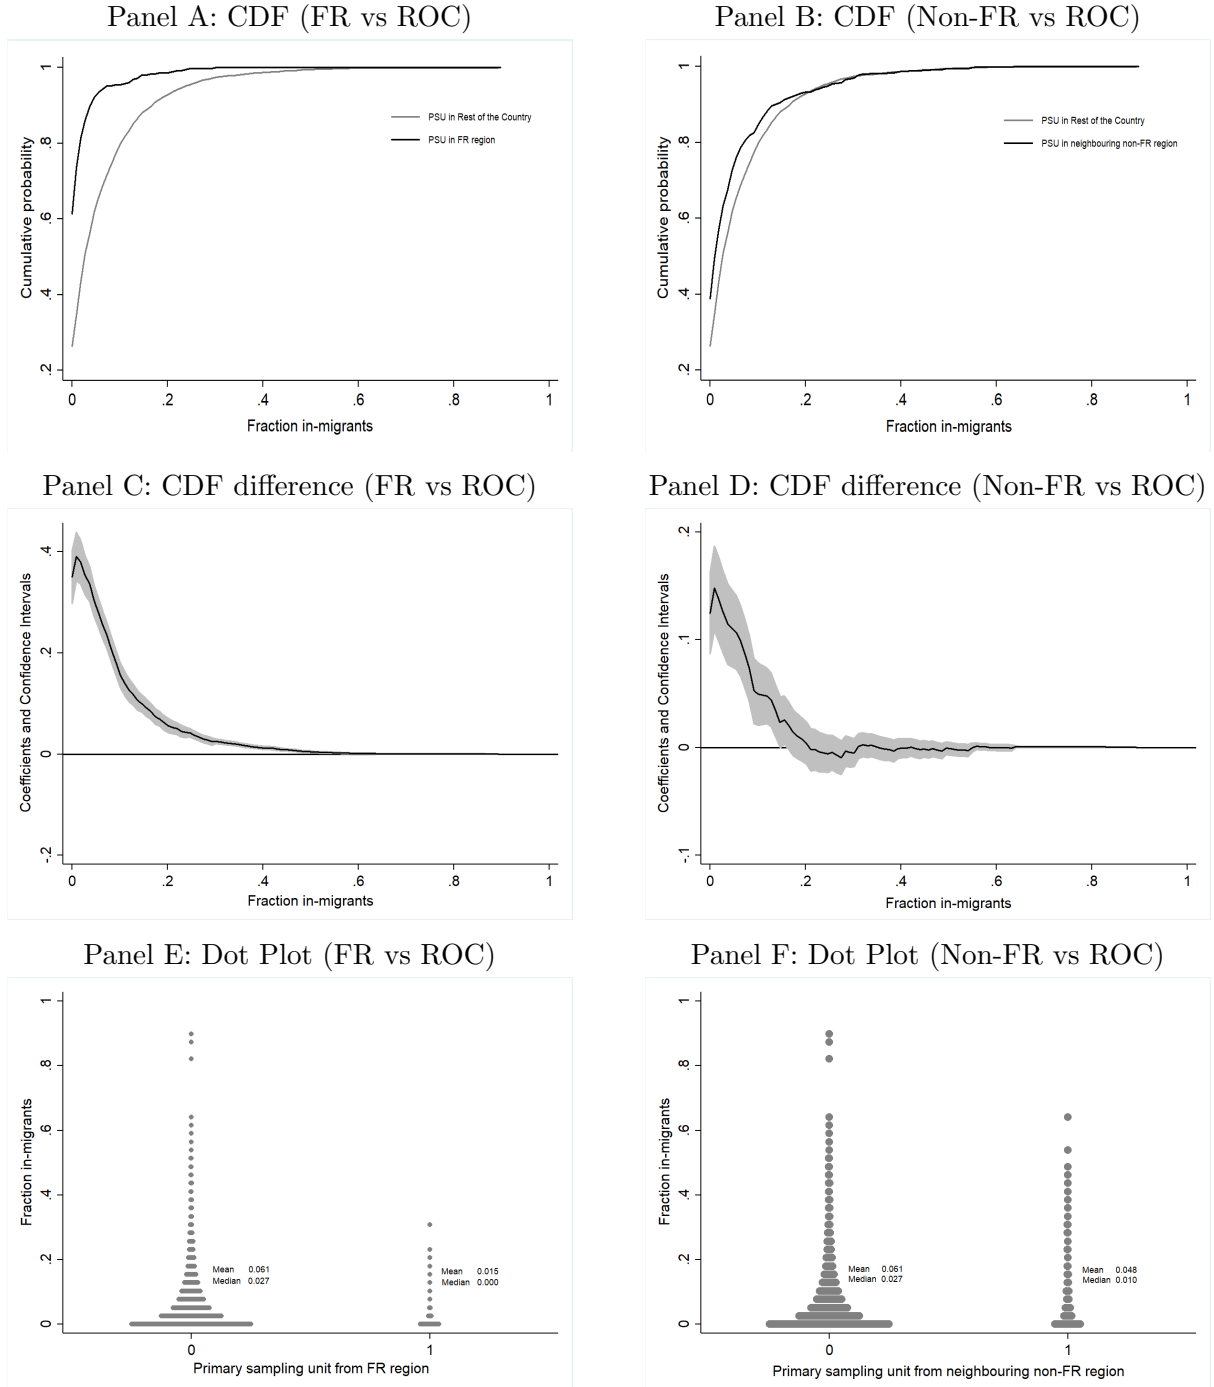 Panel A: CDF (FR vs ROC)
Cumulative probability
1
.8
.6
.4
.2
PSU in Rest of the Country
PSU in FR region
0 .2 .4 .6 .8 1
Fraction in-migrants
Panel B: CDF (Non-FR vs ROC)
Cumulative probability
1
.8
.6
.4
.2
PSU in Rest of the Country
PSU in neighbouring non-FR region
0 .2 .4 .6 .8 1
Fraction in-migrants
Panel C: CDF difference (FR vs ROC)
Coefficients and Confidence Intervals
.4
.2
0
-.2
0 .2 .4 .6 .8 1
Fraction in-migrants
Panel D: CDF difference (Non-FR vs ROC)
Coefficients and Confidence Intervals
.2
.1
0
-.1
0 .2 .4 .6 .8 1
Fraction in-migrants
Panel E: Dot Plot (FR vs ROC)
Fraction in-migrants
1
.8
.6
.4
.2
0
Mean 0.061
Median 0.027
Mean 0.015
Median 0.000
0 1
Primary sampling unit from FR region
Panel F: Dot Plot (Non-FR vs ROC)
Fraction in-migrants
1
.8
.6
.4
.2
0
Mean 0.061
Median 0.027
Mean 0.048
Median 0.010
0 1
Primary sampling unit from neighbouring non-FR region